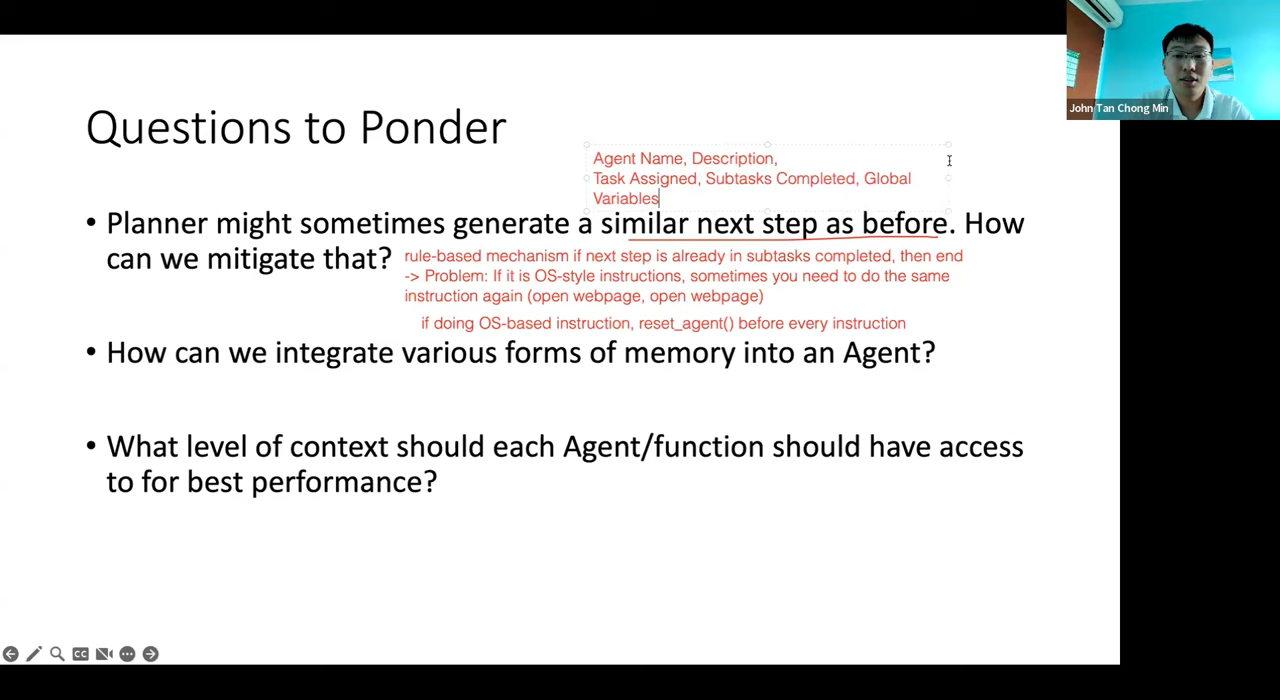 John Tan Chong Min
Questions to Ponder
Agent Name, Description,
Task Assigned, Subtasks Completed, Global
Variables
• Planner might sometimes generate a similar next step as before. How
can we mitigate that?
rule-based mechanism if next step is already in subtasks completed, then end
-> Problem: If it is OS-style instructions, sometimes you need to do the same
instruction again (open webpage, open webpage)
if doing OS-based instruction, reset_agent() before every instruction
• How can we integrate various forms of memory into an Agent?
• What level of context should each Agent/function should have access
to for best performance?
CC